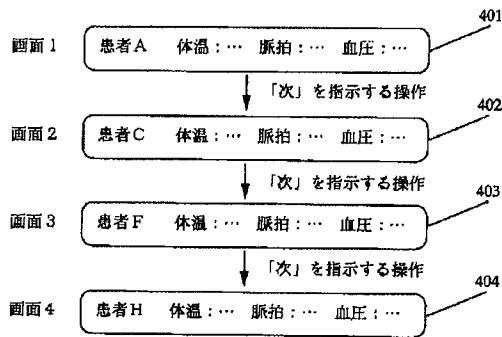 401
画面1 患者A 体温:… 脈拍:… 血圧:…
「次」を指示する操作
402
画面2 患者C 体温:… 脈拍:… 血圧:…
「次」を指示する操作
403
画面3 患者F 体温:… 脈拍:… 血圧:…
「次」を指示する操作
404
画面4 患者H 体温:… 脈拍:… 血圧:…